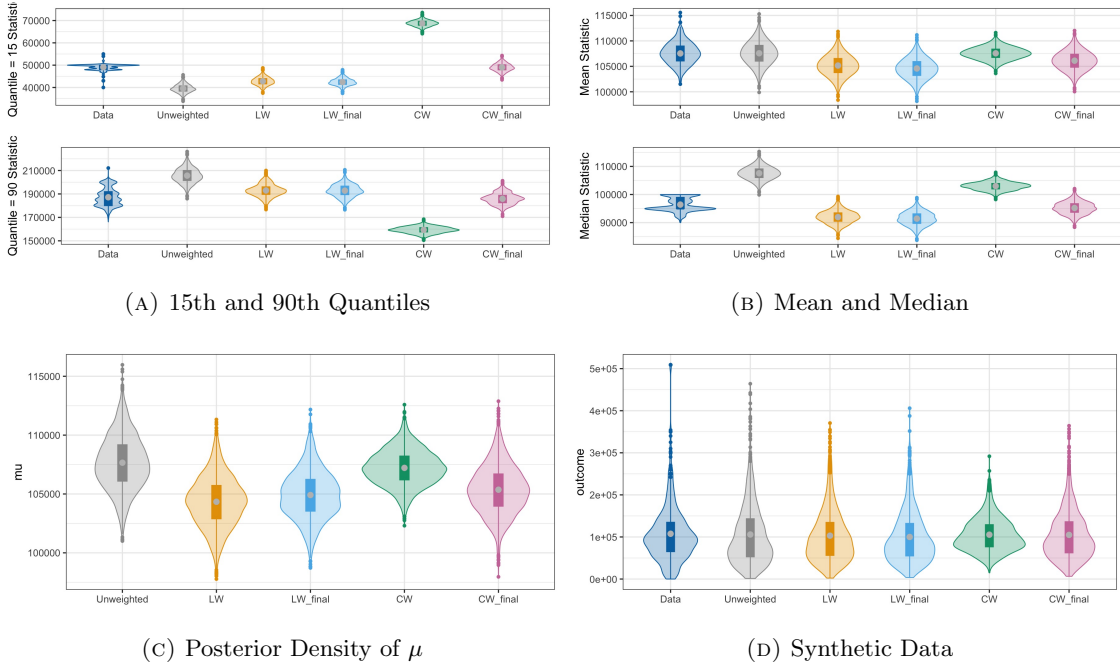 Quantile = 15 Statistic
70000
60000
50000
40000
Data Unweighted LW LW_final CW CW_final
Quantile = 90 Statistic
210000
190000
170000
150000
Data Unweighted LW LW_final CW CW_final
(A) 15th and 90th Quantiles
Mean Statistic
115000
110000
105000
100000
Data Unweighted LW LW_final CW CW_final
Median Statistic
110000
100000
90000
Data Unweighted LW LW_final CW CW_final
(B) Mean and Median
mu
115000
110000
105000
100000
Unweighted LW LW_final CW CW_final
(C) Posterior Density of μ
outcome
5e+05
4e+05
3e+05
2e+05
1e+05
0e+00
Data Unweighted LW LW_final CW CW_final
(D) Synthetic Data